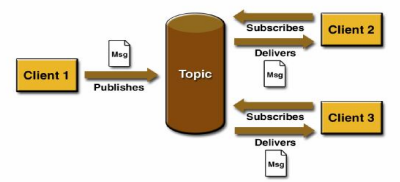 Client 1
Msg
Publishes
Topic
Subscribes
Delivers
Msg
Client 2
Subscribes
Delivers
Msg
Client 3